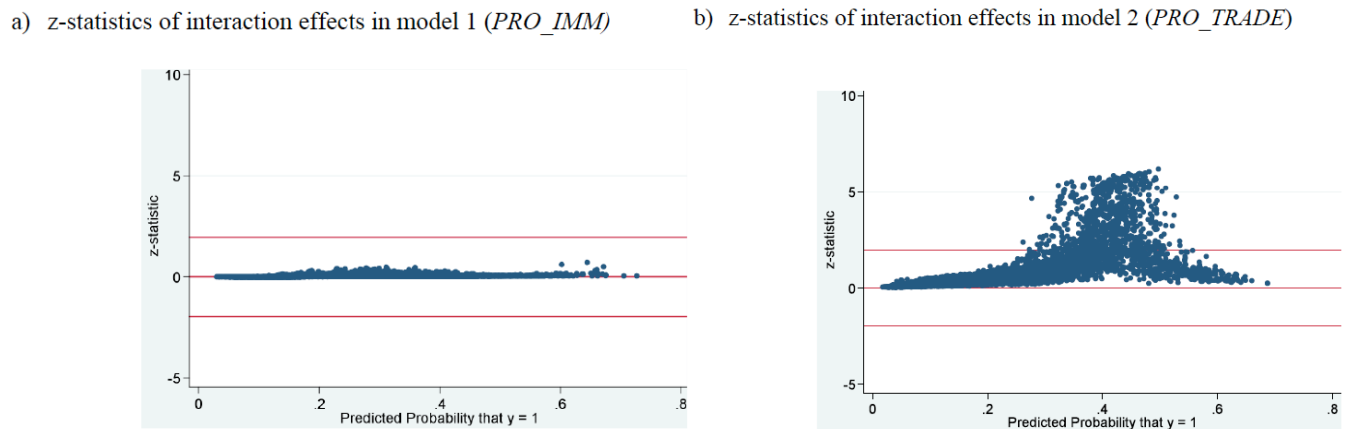 a) z-statistics of interaction effects in model 1 (PRO_IMM)
10
5
0
-5
z-statistic
0 .2 .4 .6 .8
Predicted Probability that y = 1
b) z-statistics of interaction effects in model 2 (PRO_TRADE)
10
5
0
-5
z-statistic
0 .2 .4 .6 .8
Predicted Probability that y = 1